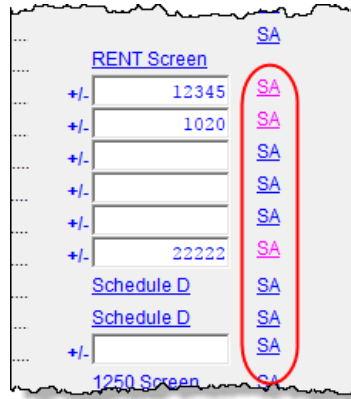 SA
RENT Screen
+/- 12345 SA
+/- 1020 SA
+/- SA
+/- SA
+/- SA
+/- 22222 SA
Schedule D SA
Schedule D SA
+/- SA
1250 Screen SA